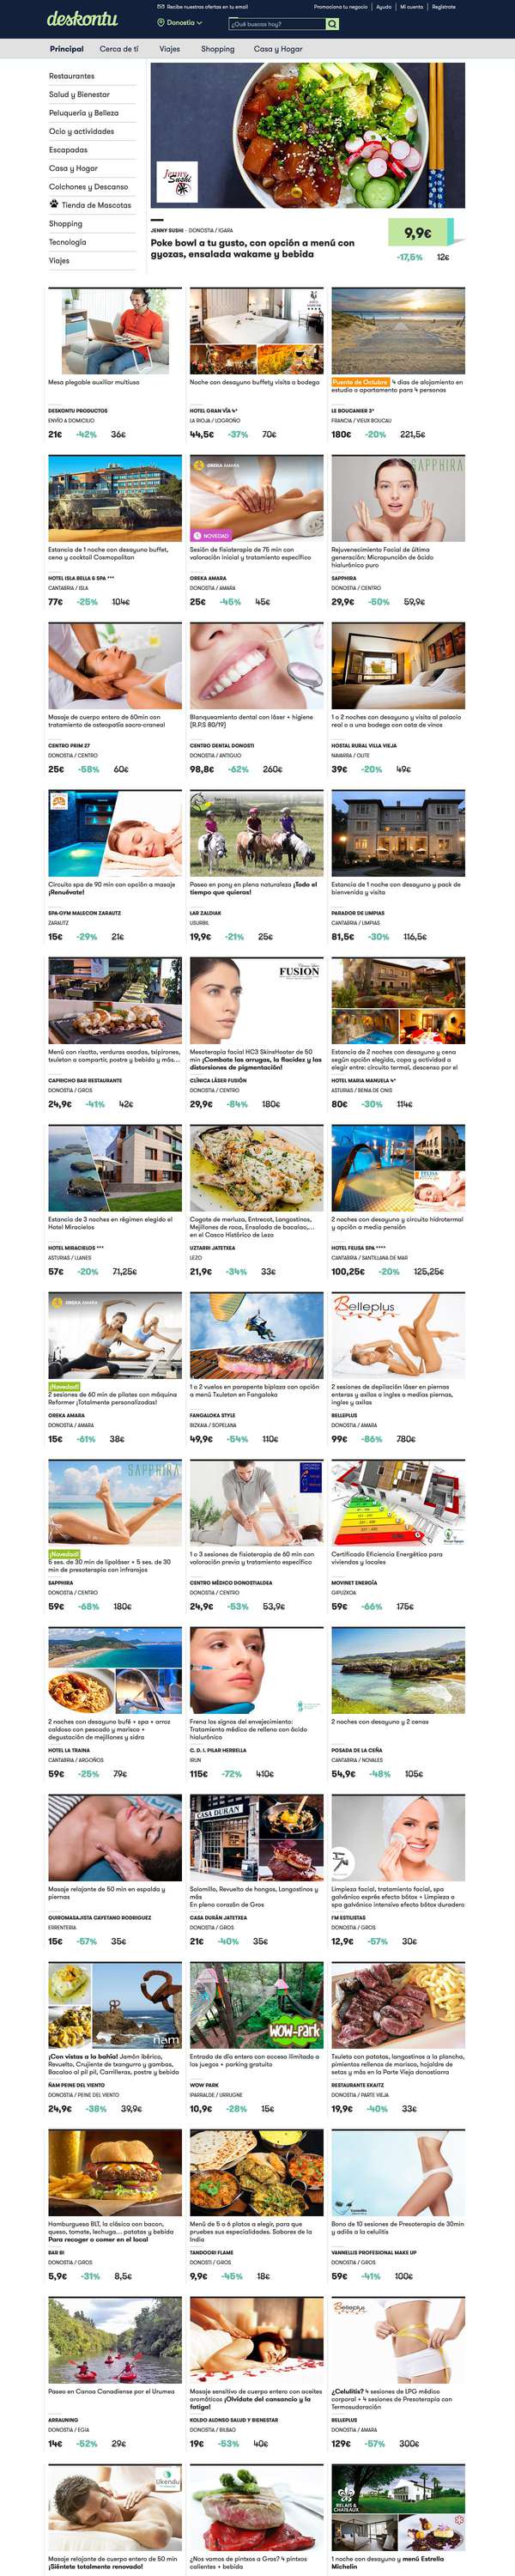 deskontu
Recibe nuestras ofertas en tu email
Promociona tu negocio
Ayuda
Mi cuenta
Regístrate
Donostia
¿Qué buscas hoy?
Principal
Cerca de tí
Viajes
Shopping
Casa y Hogar
Restaurantes
Salud y Bienestar
Peluquería y Belleza
Ocio y actividades
Escapadas
Casa y Hogar
Colchones y Descanso
Tienda de Mascotas
Shopping
Tecnología
Viajes
Jenny Sushi
JENNY SUSHI - DONOSTIA / IGARA
Poke bowl a tu gusto, con opción a menú con
gyozas, ensalada wakame y bebida
9,9€
-17,5% 12€
Mesa plegable auxiliar multiusa
DESKONTU PRODUCTOS
ENVÍO A DOMICILIO
21€ -42% 36€
Noche con desayuno buffety visita a bodega
HOTEL GRAN VÍA 4*
LA RIOJA / LOGROÑO
44,5€ -37% 70€
Puente de Octubre 4 días de alojamiento en
estudio o apartamento para 4 personas
LE BOUCANIER 3*
FRANCIA / VIEUX BOUCAU
180€ -20% 221,5€
Estancia de 1 noche con desayuno buffet,
cena y cocktail Cosmopolitan
HOTEL ISLA BELLA & SPA ***
CANTABRIA / ISLA
77€ -25% 104€
OREKA AMARA
NOVEDAD
Sesión de fisioterapia de 75 min con
valoración inicial y tratamiento específico
OREKA AMARA
DONOSTIA / AMARA
25€ -45% 45€
SAPPHIRA
Rejuvenecimiento Facial de última
generación: Micropunción de ácido
hialurónico puro
SAPPHIRA
DONOSTIA / CENTRO
29,9€ -50% 59,9€
Masaje de cuerpo entero de 60min con
tratamiento de osteopatía sacro-craneal
CENTRO PRIM 27
DONOSTIA / CENTRO
25€ -58% 60€
Blanqueamiento dental con láser + higiene
(R.P.S 80/19)
CENTRO DENTAL DONOSTI
DONOSTIA / ANTIGUO
98,8€ -62% 260€
1 o 2 noches con desayuno y visita al palacio
real o a una bodega con cata de vinos
HOSTAL RURAL VILLA VIEJA
NAVARRA / OLITE
39€ -20% 49€
Circuito spa de 90 min con opción a masaje
¡Renuévate!
SPA-GYM MALECON ZARAUTZ
ZARAUTZ
15€ -29% 21€
Paseo en pony en plena naturaleza ¡Todo el
tiempo que quieras!
LAR ZALDIAK
USURBIL
19,9€ -21% 25€
Estancia de 1 noche con desayuno y pack de
bienvenida y visita
PARADOR DE LIMPIAS
CANTABRIA / LIMPIAS
81,5€ -30% 116,5€
Menú con risotto, verduras asadas, txipirones,
txuleton a compartir, postre y bebida y más...
CAPRICHO BAR RESTAURANTE
DONOSTIA / GROS
24,9€ -41% 42€
FUSION
Mesoterapia facial HC3 SkinsHeater de 50
min ¡Combate las arrugas, la flacidez y las
distorsiones de pigmentación!
CLÍNICA LÁSER FUSIÓN
DONOSTIA / CENTRO
29,9€ -84% 180€
Estancia de 2 noches con desayuno y cena
según opción elegida, copa y actividad a
elegir entre: circuito termal, descenso por el
HOTEL MARIA MANUELA 4*
ASTURIAS / BENIA DE ONIS
80€ -30% 114€
Estancia de 3 noches en régimen elegido el
Hotel Miracielos
HOTEL MIRACIELOS ***
ASTURIAS / LLANES
57€ -20% 71,25€
Cogote de merluza, Entrecot, Langostinos,
Mejillones de roca, Ensalada de bacalao,...
en el Casco Histórico de Lezo
UZTARRI JATETXEA
LEZO
21,9€ -34% 33€
2 noches con desayuno y circuito hidrotermal
y opción a media pensión
HOTEL FELISA SPA ****
CANTABRIA / SANTILLANA DE MAR
100,25€ -20% 125,25€
OREKA AMARA
¡Novedad!
2 sesiones de 60 min de pilates con máquina
Reformer ¡Totalmente personalizadas!
OREKA AMARA
DONOSTIA / AMARA
15€ -61% 38€
1 o 2 vuelos en parapente biplaza con opción
a menú Txuleton en Fangaloka
FANGALOKA STYLE
BIZKAIA / SOPELANA
49,9€ -54% 110€
Belleplus
2 sesiones de depilación láser en piernas
enteras y axilas o ingles o medias piernas,
ingles y axilas
BELLEPLUS
DONOSTIA / AMARA
99€ -86% 780€
SAPPHIRA
¡Novedad!
5 ses. de 30 min de lipoláser + 5 ses. de 30
min de presoterapia con infrarojos
SAPPHIRA
DONOSTIA / CENTRO
59€ -68% 180€
1 o 3 sesiones de fisioterapia de 60 min con
valoración previa y tratamiento específico
CENTRO MÉDICO DONOSTIALDEA
DONOSTIA / CENTRO
24,9€ -53% 53,9€
Certificado Eficiencia Energética para
viviendas y locales
MOVINET ENERGÍA
GIPUZKOA
59€ -66% 175€
2 noches con desayuno bufé + spa + arroz
caldoso con pescado y marisco +
degustación de mejillones y sidra
HOTEL LA TRAINA
CANTABRIA / ARGOÑOS
59€ -25% 79€
Frena los signos del envejecimiento:
Tratamiento médico de relleno con ácido
hialurónico
C. D. I. PILAR HERBELLA
IRUN
115€ -72% 410€
2 noches con desayuno y 2 cenas
POSADA DE LA CEÑA
CANTABRIA / NOVALES
54,9€ -48% 105€
Masaje relajante de 50 min en espalda y
piernas
QUIROMASAJISTA CAYETANO RODRIGUEZ
ERRENTERIA
15€ -57% 35€
CASA DURAN
Solomillo, Revuelto de hongos, Langostinos y
más
En pleno corazón de Gros
CASA DURÁN JATETXEA
DONOSTIA / GROS
21€ -40% 35€
Limpieza facial, tratamiento facial, spa
galvánico exprés efecto bótox + Limpieza o
spa galvánico intensivo efecto bótox duradero
I'M ESTILISTAS
DONOSTIA / GROS
12,9€ -57% 30€
ñam
¡Con vistas a la bahía! Jamón ibérico,
Revuelto, Crujiente de txangurro y gambas,
Bacalao al pil pil, Carrilleras, postre y bebida
ÑAM PEINE DEL VIENTO
DONOSTIA / PEINE DEL VIENTO
24,9€ -38% 39,9€
WOW-Park
Entrada de día entero con acceso ilimitado a
los juegos + parking gratuito
WOW PARK
IPARRALDE / URRUGNE
10,9€ -28% 15€
Txuleta con patatas, langostinos a la plancha,
pimientos rellenos de marisco, hojaldre de
setas y más en la Parte Vieja donostiarra
RESTAURANTE EKAITZ
DONOSTIA / PARTE VIEJA
19,9€ -40% 33€
Hamburguesa BLT, la clásica con bacon,
queso, tomate, lechuga... patatas y bebida
Para recoger o comer en el local
BAR BI
DONOSTIA / GROS
5,9€ -31% 8,5€
Menú de 5 o 6 platos a elegir, para que
pruebes sus especialidades. Sabores de la
India
TANDOORI FLAME
DONOSTI / GROS
9,9€ -45% 18€
Bono de 10 sesiones de Presoterapia de 30min
y adiós a la celulitis
VANNELLIS PROFESIONAL MAKE UP
DONOSTIA / GROS
59€ -41% 100€
Paseo en Canoa Canadiense por el Urumea
ARRAUNING
DONOSTIA / EGIA
14€ -52% 29€
Masaje sensitivo de cuerpo entero con aceites
aromáticos ¡Olvídate del cansancio y la
fatiga!
KOLDO ALONSO SALUD Y BIENESTAR
DONOSTIA / BILBAO
19€ -53% 40€
Belleplus
¿Celulitis? 4 sesiones de LPG médico
corporal + 4 sesiones de Presoterapia con
Termosudoración
BELLEPLUS
DONOSTIA / AMARA
129€ -57% 300€
Ukendu
Masaje relajante de cuerpo entero de 50 min
¡Siéntete totalmente renovado!
¿Nos vamos de pintxos a Gros? 4 pintxos
calientes + bebida
RELAIS &
CHATEAUX
1 noche con desayuno y menú Estrella
Michelin